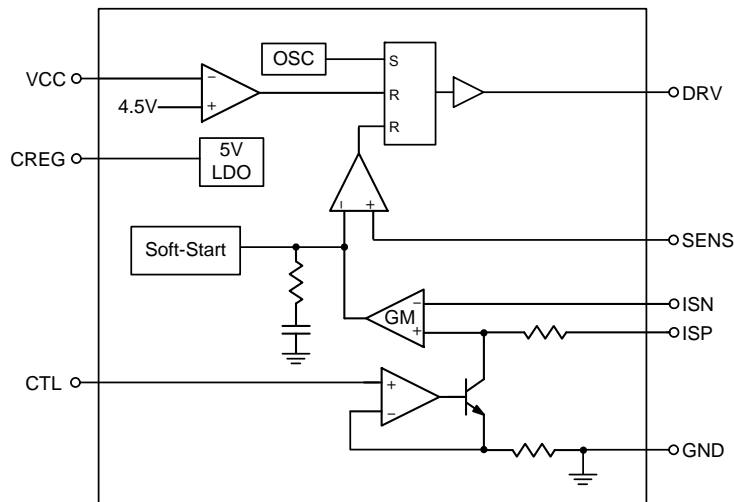 OSC
S
VCC
−
R
DRV
4.5V
+
R
5V
LDO
CREG
−
+
Soft-Start
SENS
−
ISN
GM
+
ISP
CTL
+
−
GND